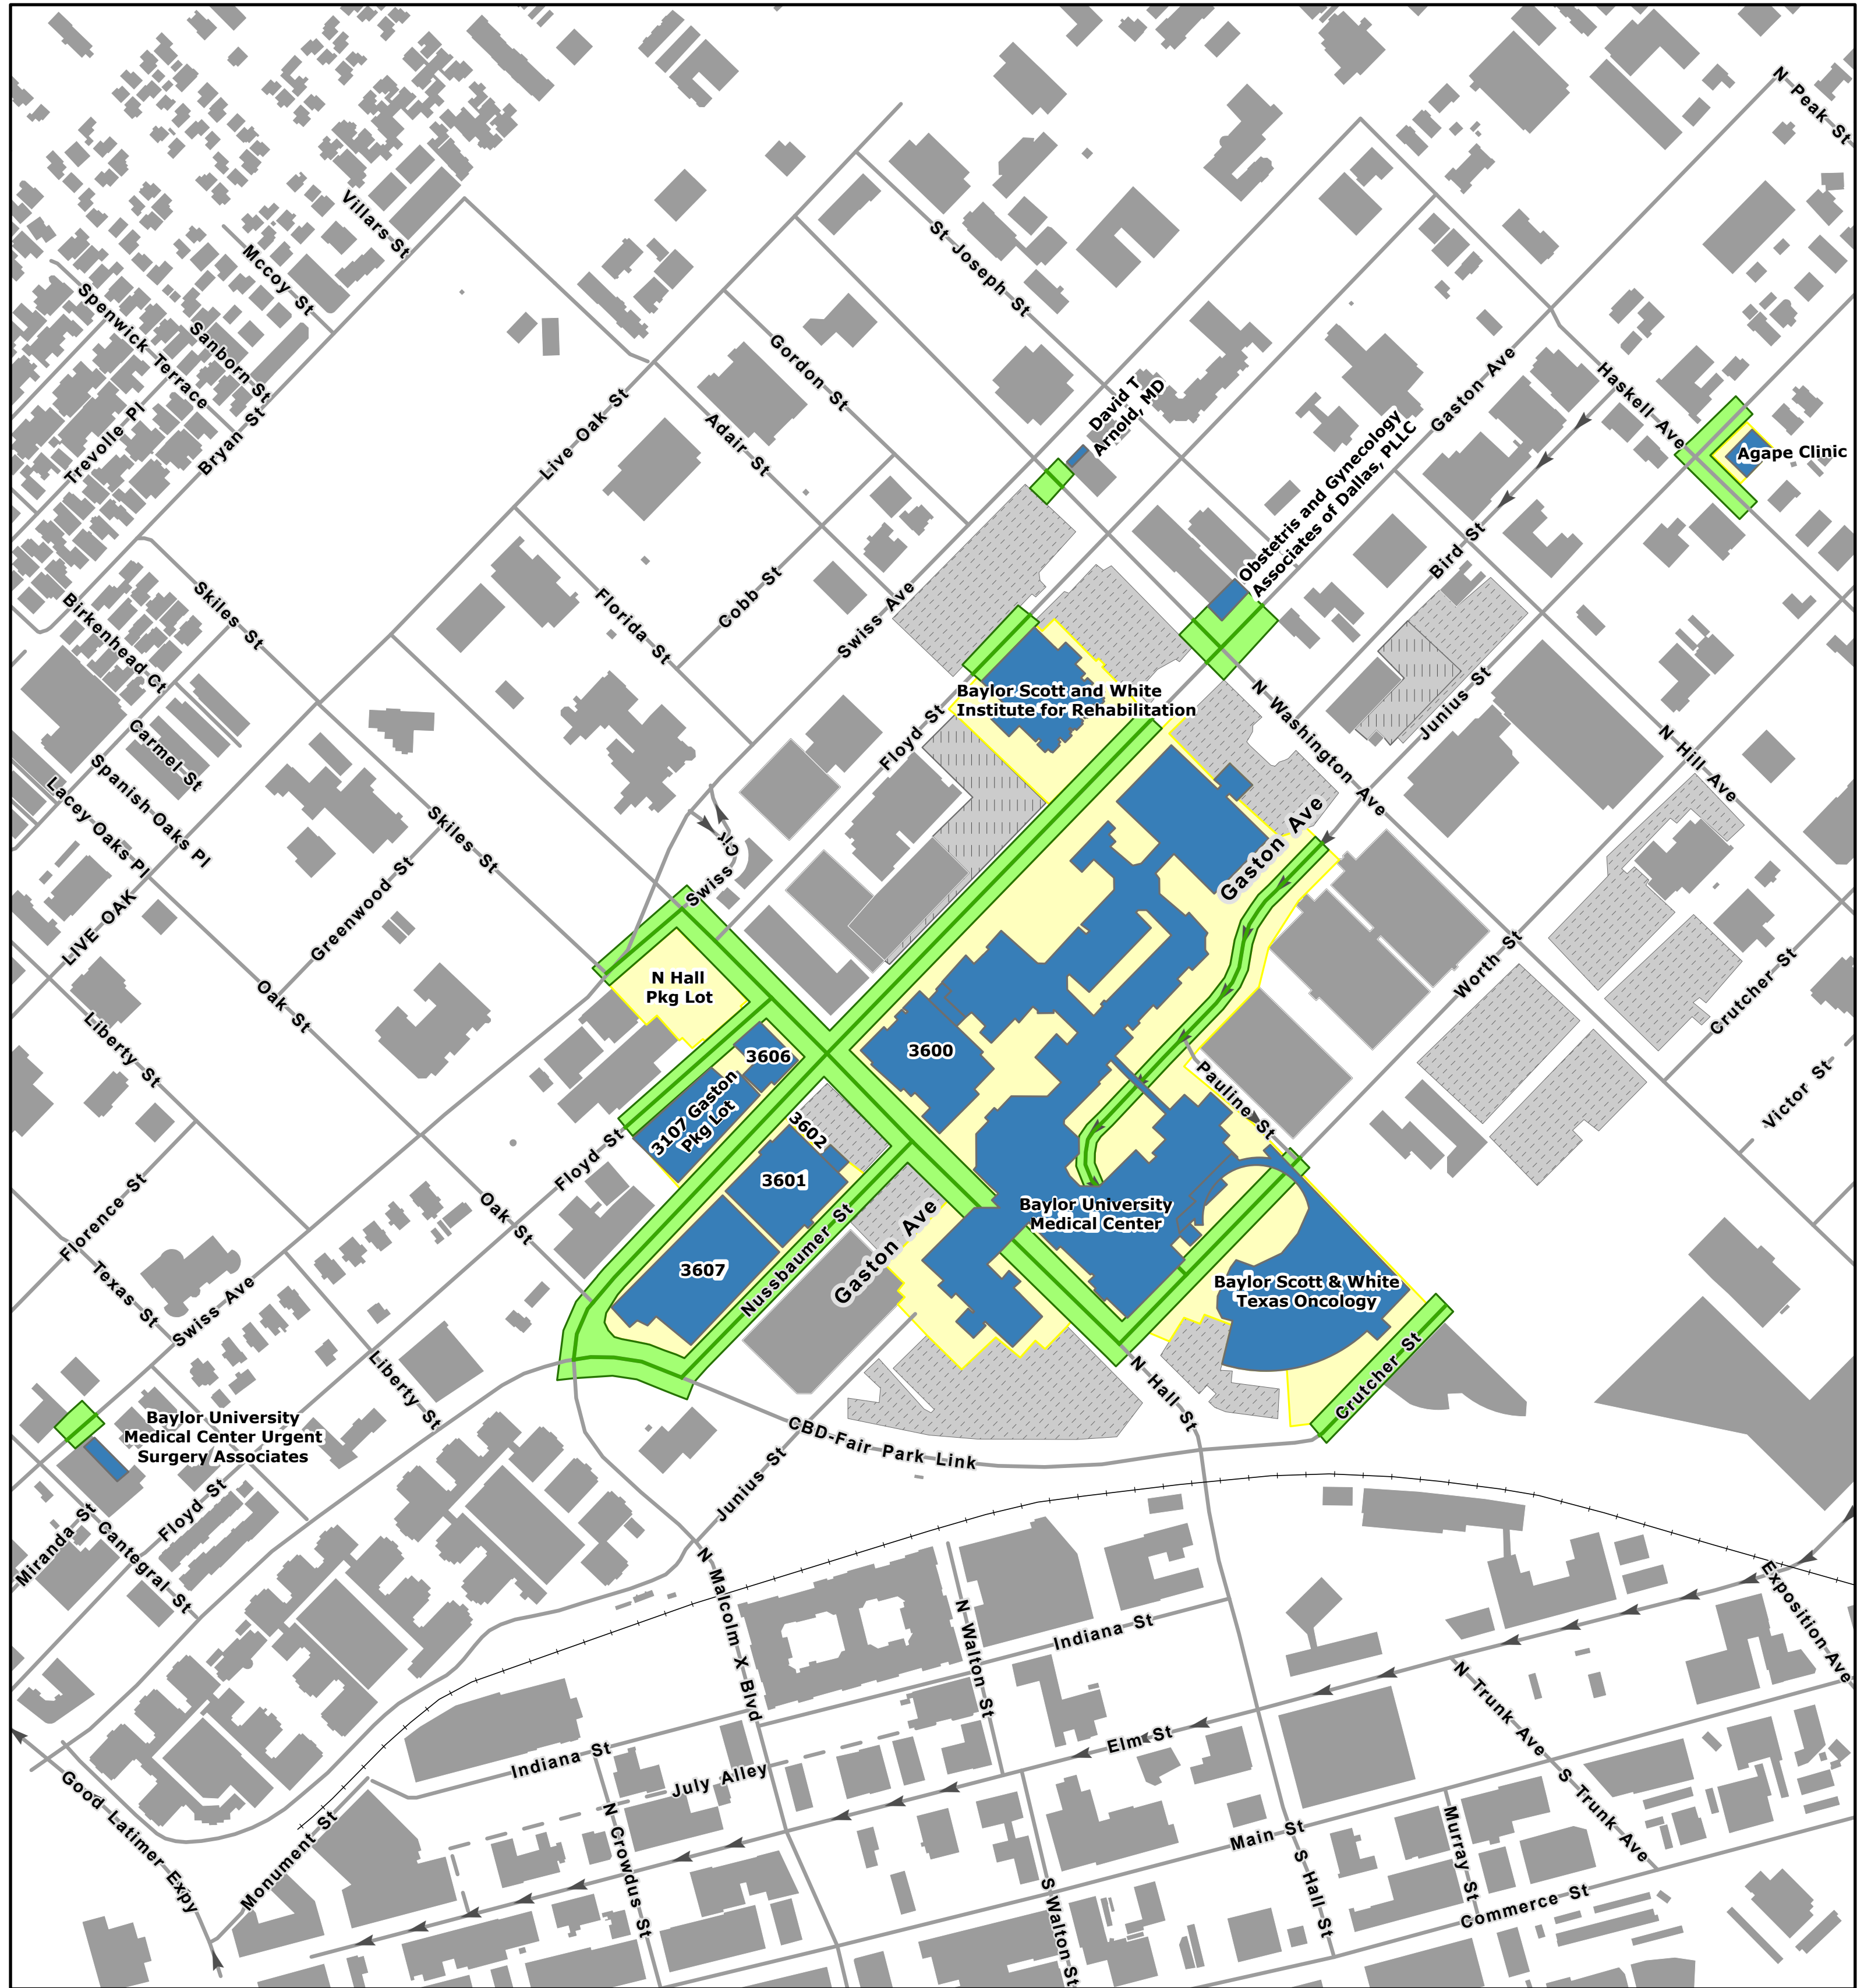 N Peak St
Villars St
Mccoy St
St Joseph St
Spenwick Terrace
Sanborn St
Gordon St
Gaston Ave
Haskell Ave
David T
Arnold, MD
Trevolle Pl
Bryan St
Live Oak St
Adair St
Agape Clinic
Obstetris and Gynecology
Associates of Dallas, PLLC
Bird St
Skiles St
Birkenhead Ct
Florida St
Cobb St
Swiss Ave
Baylor Scott and White
Institute for Rehabilitation
N Washington Ave
Junius St
Floyd St
Carmel St
Spanish Oaks Pl
Lacey Oaks Pl
N Hill Ave
Skiles St
Swiss Cir
Gaston Ave
Greenwood St
LIVE OAK
Worth St
N Hall
Pkg Lot
Oak St
Liberty St
Crutcher St
3606
3600
Pauline St
Victor St
3107 Gaston
Pkg Lot
3602
Floyd St
3601
Florence St
Oak St
Baylor University
Medical Center
Gaston Ave
Nussbaumer St
3607
Texas St
Swiss Ave
Baylor Scott & White
Texas Oncology
Crutcher St
Liberty St
N Hall St
Baylor University
Medical Center Urgent
Surgery Associates
CBD-Fair Park Link
Junius St
Floyd St
Miranda St
Cantegral St
N Malcolm X Blvd
Exposition Ave
N Walton St
Indiana St
N Trunk Ave
Elm St
Indiana St
July Alley
Good Latimer Expy
Monument St
N Crowdus St
Main St
S Hall St
Murray St
S Trunk Ave
S Walton St
Commerce St